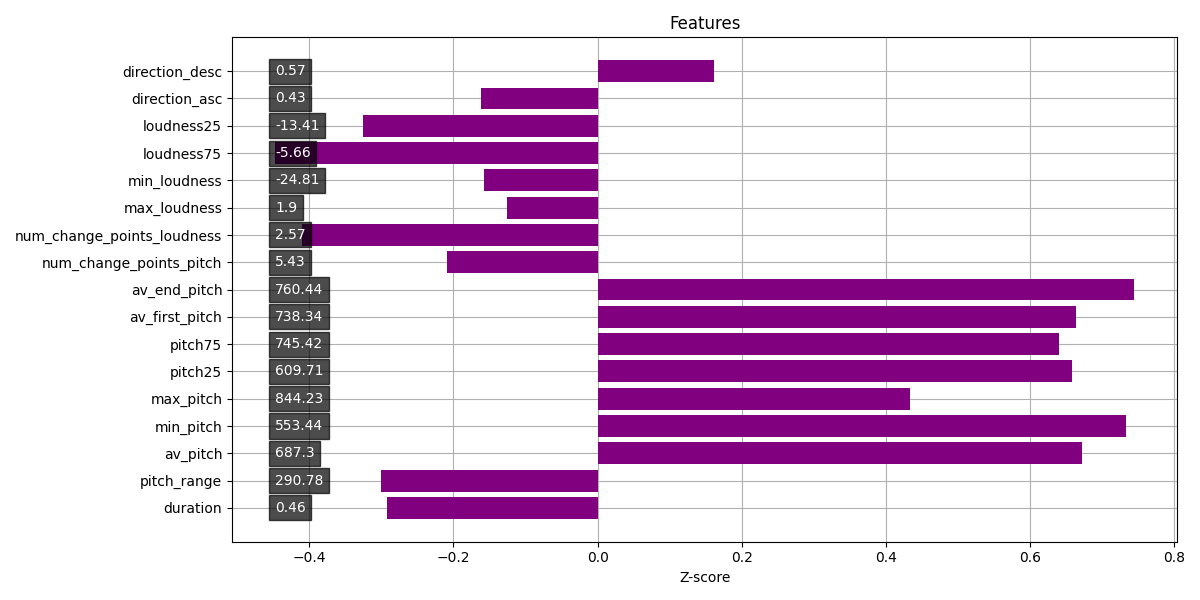 Features
direction_desc 0.57
direction_asc 0.43
loudness25 -13.41
loudness75 -5.66
min_loudness -24.81
max_loudness 1.9
num_change_points_loudness 2.57
num_change_points_pitch 5.43
av_end_pitch 760.44
av_first_pitch 738.34
pitch75 745.42
pitch25 609.71
max_pitch 844.23
min_pitch 553.44
av_pitch 687.3
pitch_range 290.78
duration 0.46
−0.4 −0.2 0.0 0.2 0.4 0.6 0.8
Z-score